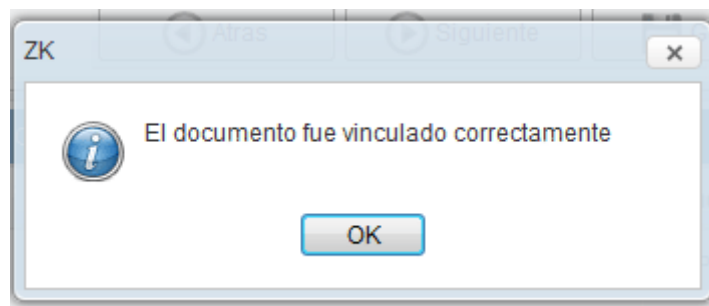 Atras
Siguiente
G
ZK
El documento fue vinculado correctamente
OK